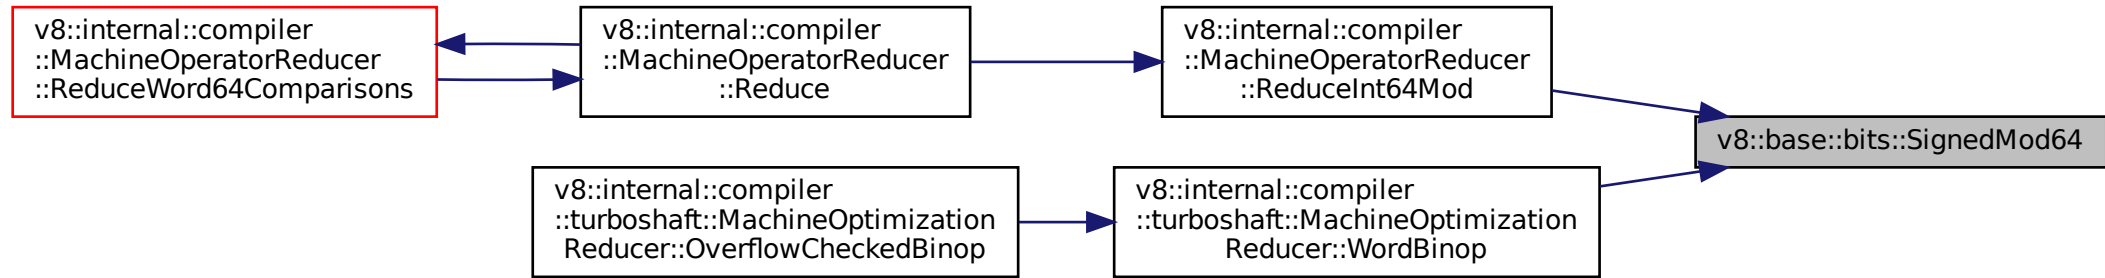 v8::internal::compiler
::MachineOperatorReducer
::ReduceWord64Comparisons
v8::internal::compiler
::MachineOperatorReducer
::Reduce
v8::internal::compiler
::MachineOperatorReducer
::ReduceInt64Mod
v8::base::bits::SignedMod64
v8::internal::compiler
::turboshaft::MachineOptimization
Reducer::OverflowCheckedBinop
v8::internal::compiler
::turboshaft::MachineOptimization
Reducer::WordBinop